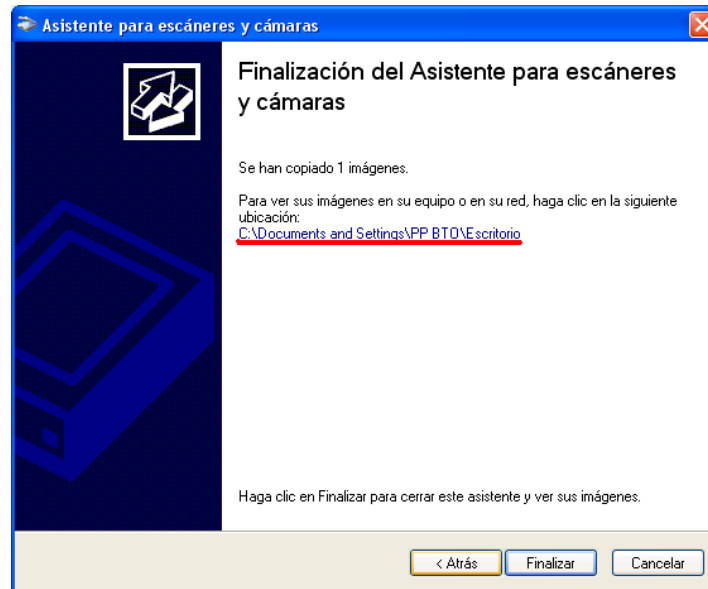 Asistente para escáneres y cámaras
Finalización del Asistente para escáneres
y cámaras
Se han copiado 1 imágenes.
Para ver sus imágenes en su equipo o en su red, haga clic en la siguiente
ubicación:
C:\Documents and Settings\PP BTO\Escritorio
Haga clic en Finalizar para cerrar este asistente y ver sus imágenes.
< Atrás
Finalizar
Cancelar